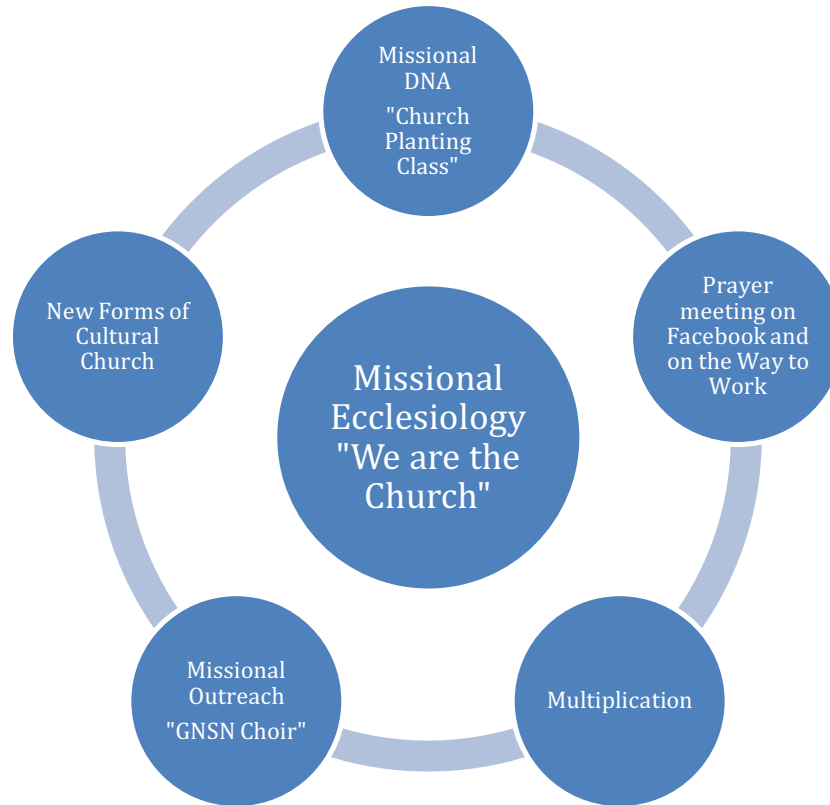 Missional
DNA
"Church
Planting
Class"
Prayer
meeting on
Facebook and
on the Way to
Work
New Forms of
Cultural
Church
Missional
Ecclesiology
"We are the
Church"
Missional
Outreach
"GNSN Choir"
Multiplication